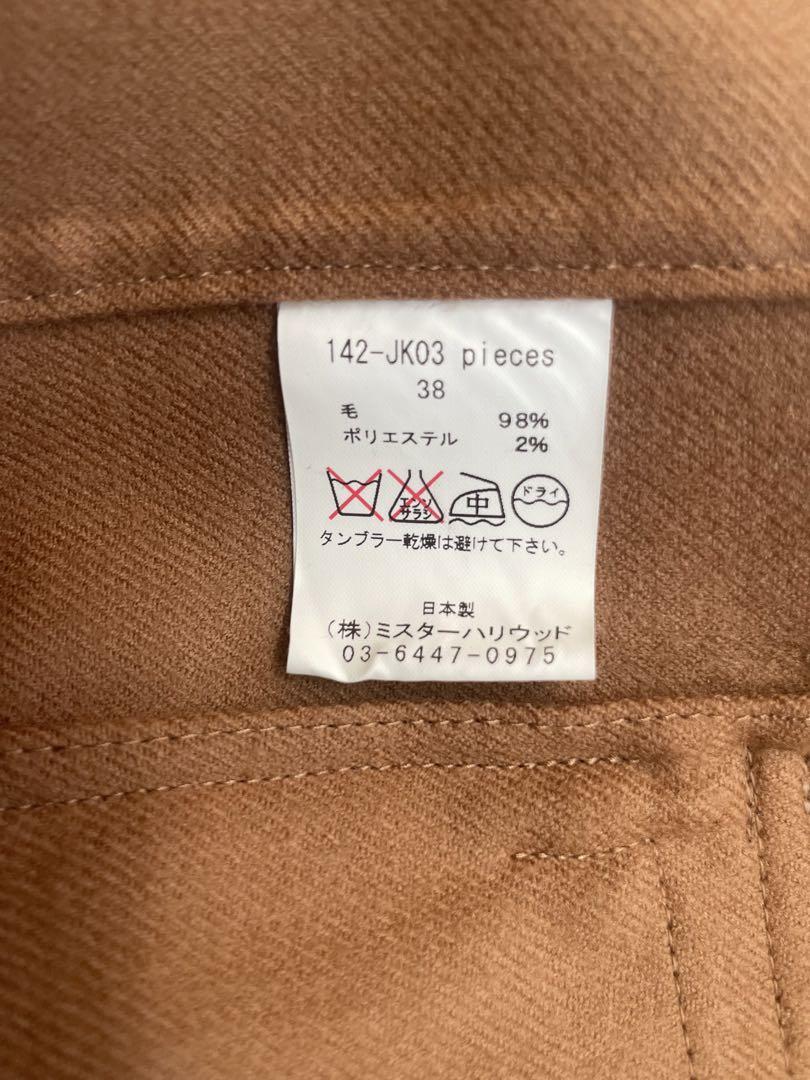 142-JK03 pieces
38
毛 98%
ポリエステル 2%
エンソ
サラシ
中
ドライ
タンブラー乾燥は避けて下さい。
日本製
(株)ミスターハリウッド
03-6447-0975